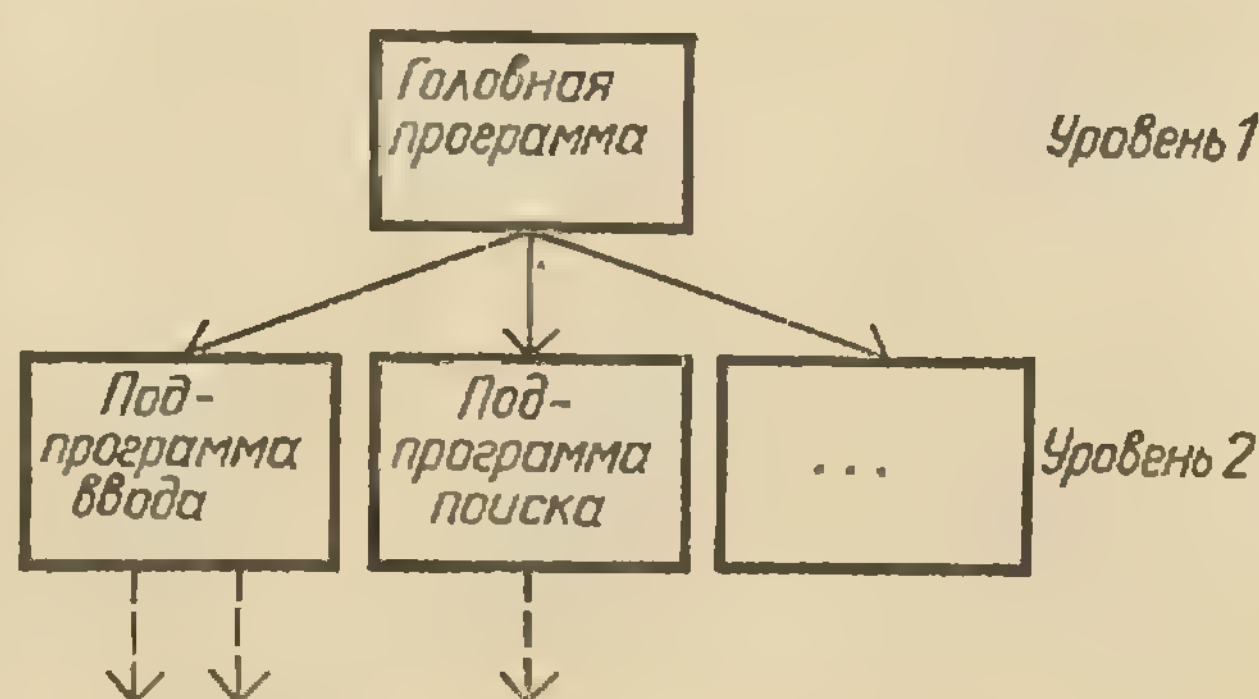 Головная
программа
Уровень 1
Под-
программа
ввода
Под-
программа
поиска
...
Уровень 2